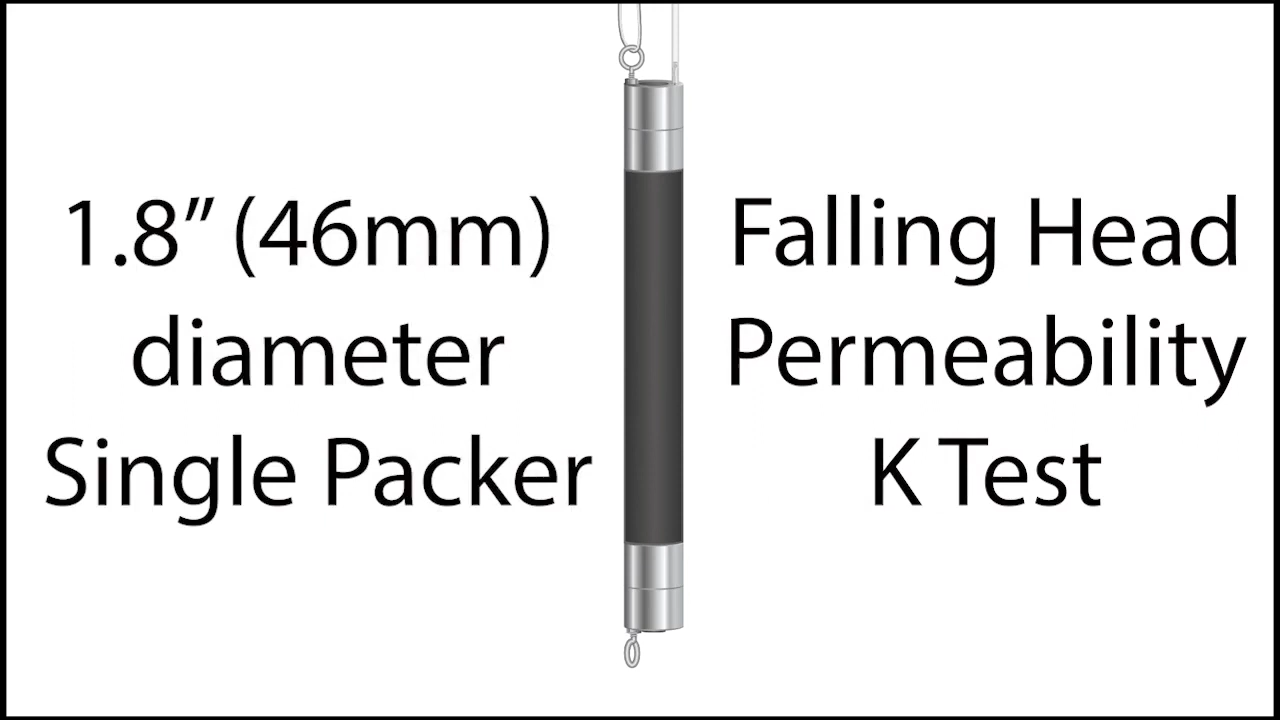 1.8” (46mm)
diameter
Single Packer
Falling Head
Permeability
K Test